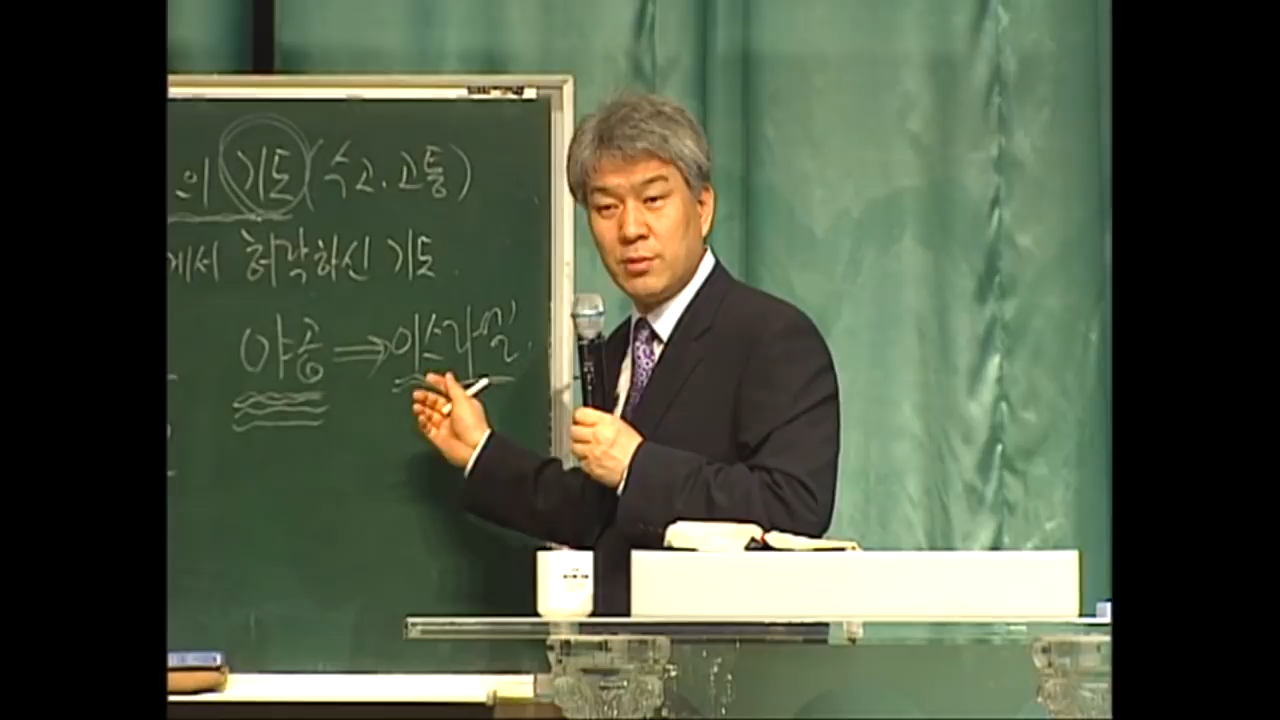 의 기도 (수고. 고통)
께서 허락하신 기도.
야곱 ⇒ 이스라엘.